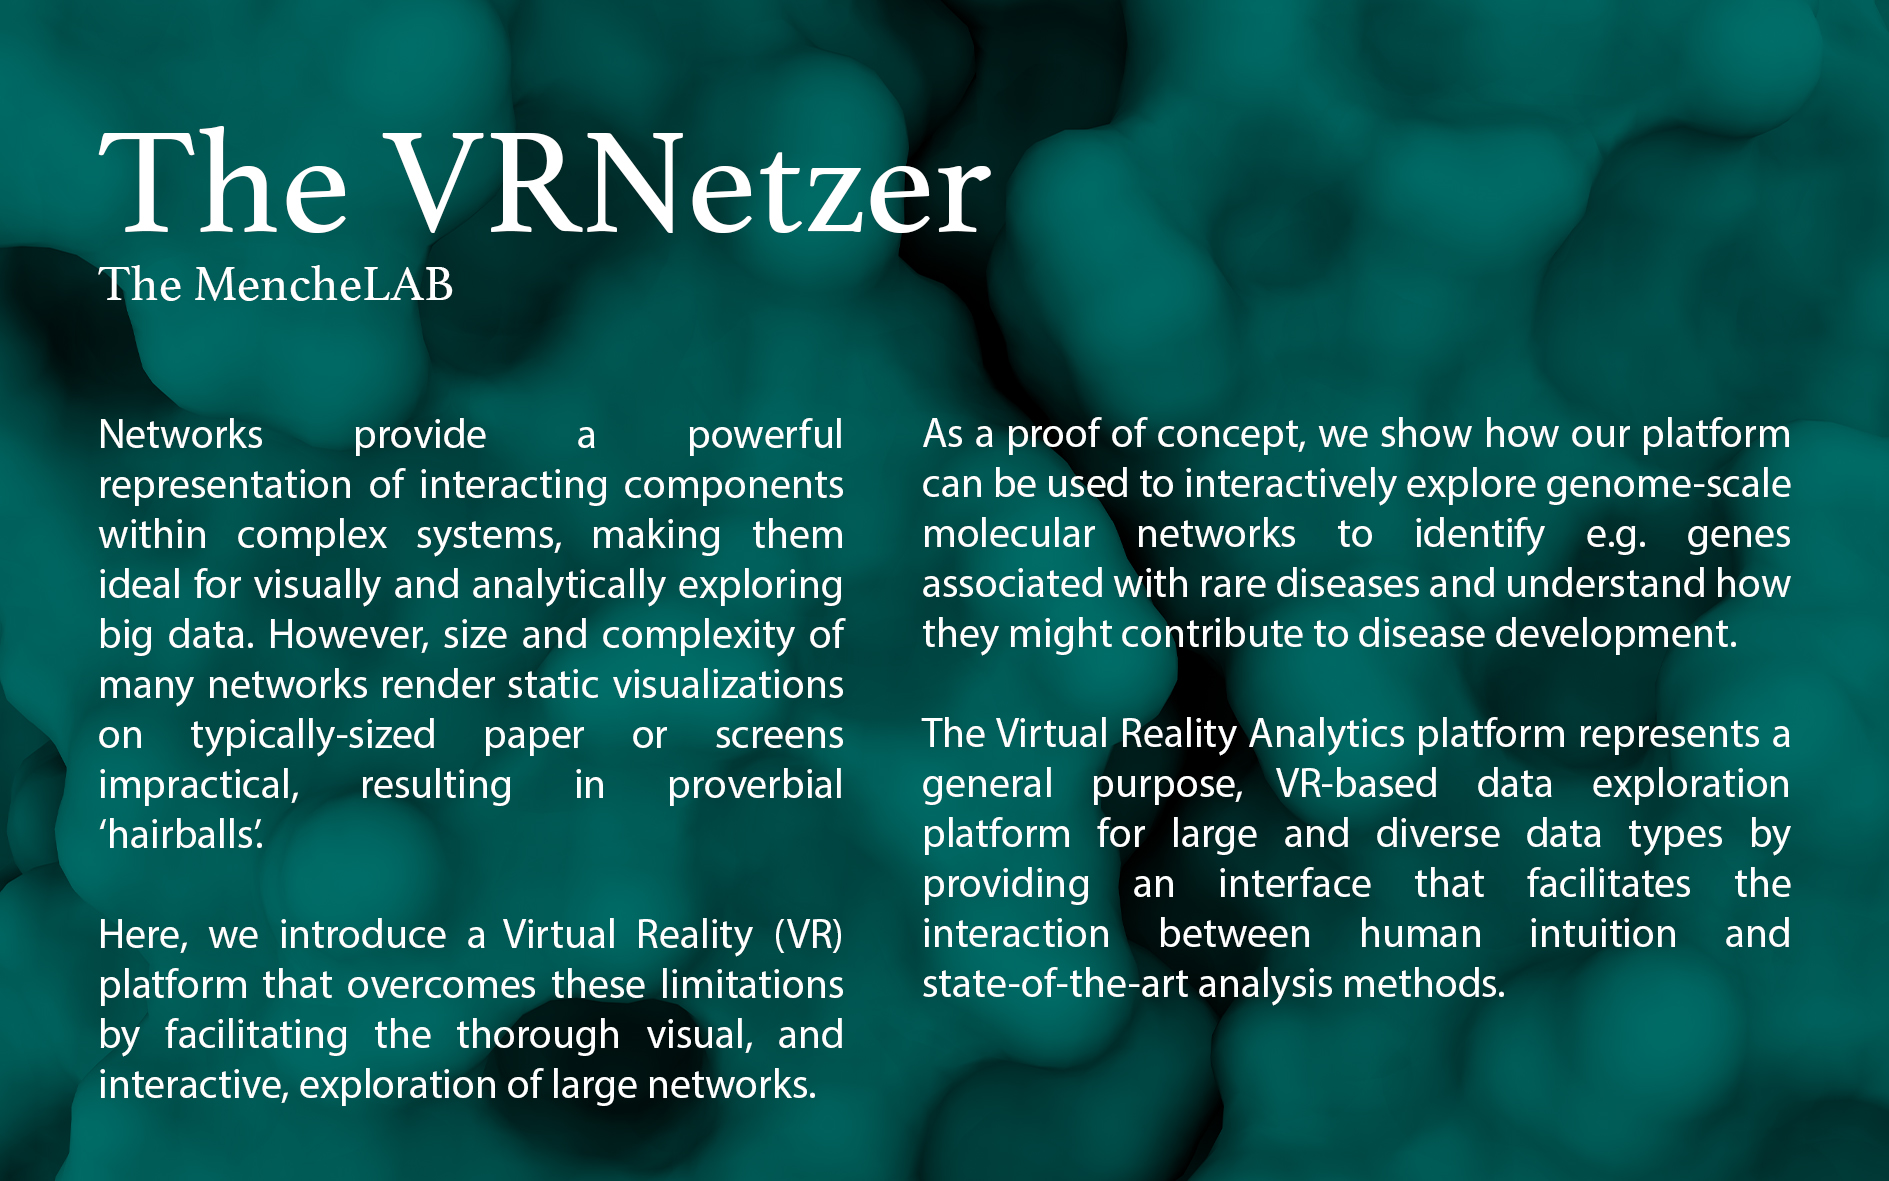 The VRNetzer
The MencheLAB
Networks provide a powerful
representation of interacting components
within complex systems, making them
ideal for visually and analytically exploring
big data. However, size and complexity of
many networks render static visualizations
on typically-sized paper or screens
impractical, resulting in proverbial
‘hairballs’.
Here, we introduce a Virtual Reality (VR)
platform that overcomes these limitations
by facilitating the thorough visual, and
interactive, exploration of large networks.
As a proof of concept, we show how our platform
can be used to interactively explore genome-scale
molecular networks to identify e.g. genes
associated with rare diseases and understand how
they might contribute to disease development.
The Virtual Reality Analytics platform represents a
general purpose, VR-based data exploration
platform for large and diverse data types by
providing an interface that facilitates the
interaction between human intuition and
state-of-the-art analysis methods.